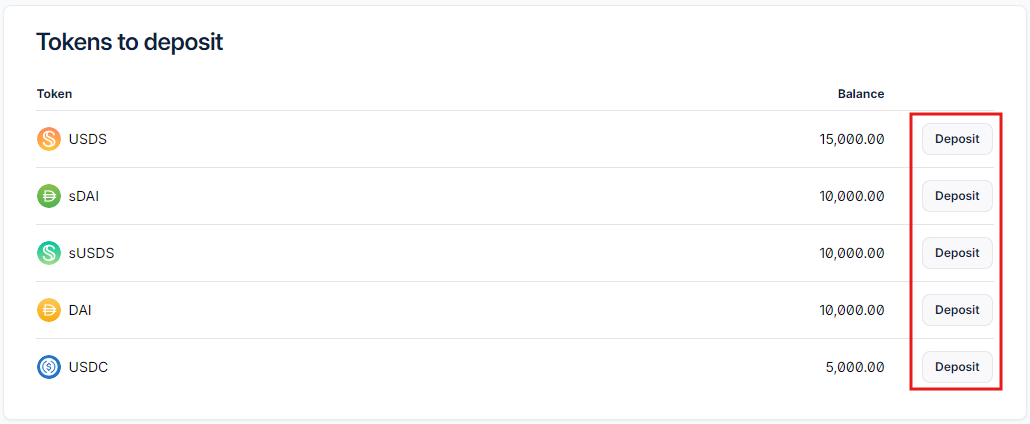 Tokens to deposit
Token Balance
USDS 15,000.00 Deposit
sDAI 10,000.00 Deposit
sUSDS 10,000.00 Deposit
DAI 10,000.00 Deposit
USDC 5,000.00 Deposit